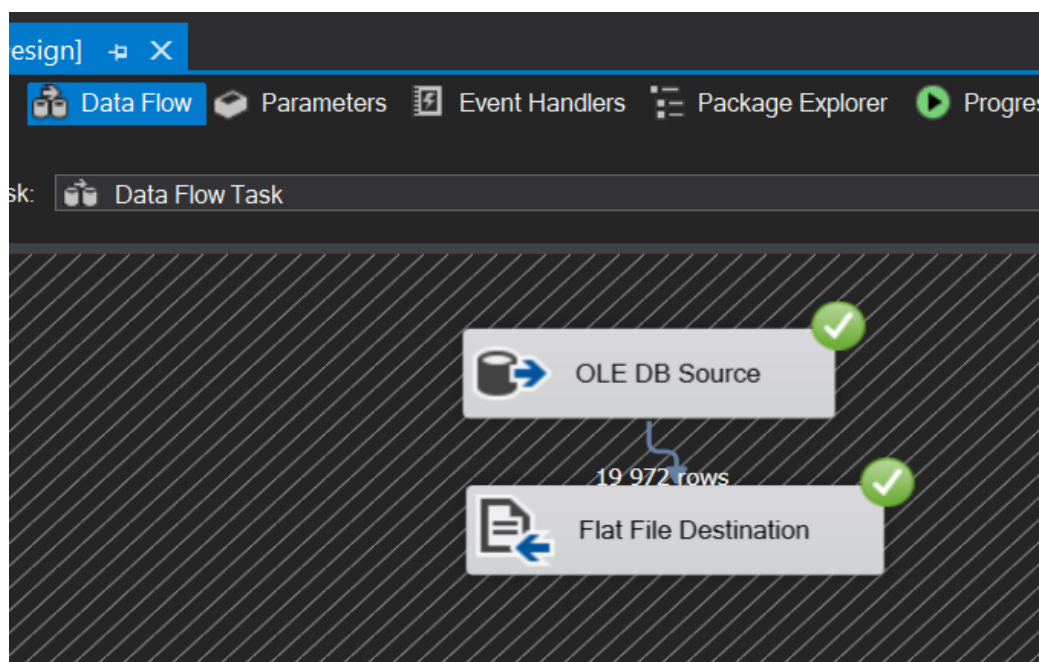 esign]
Data Flow Parameters Event Handlers Package Explorer Progres
sk: Data Flow Task
OLE DB Source
19 972 rows
Flat File Destination